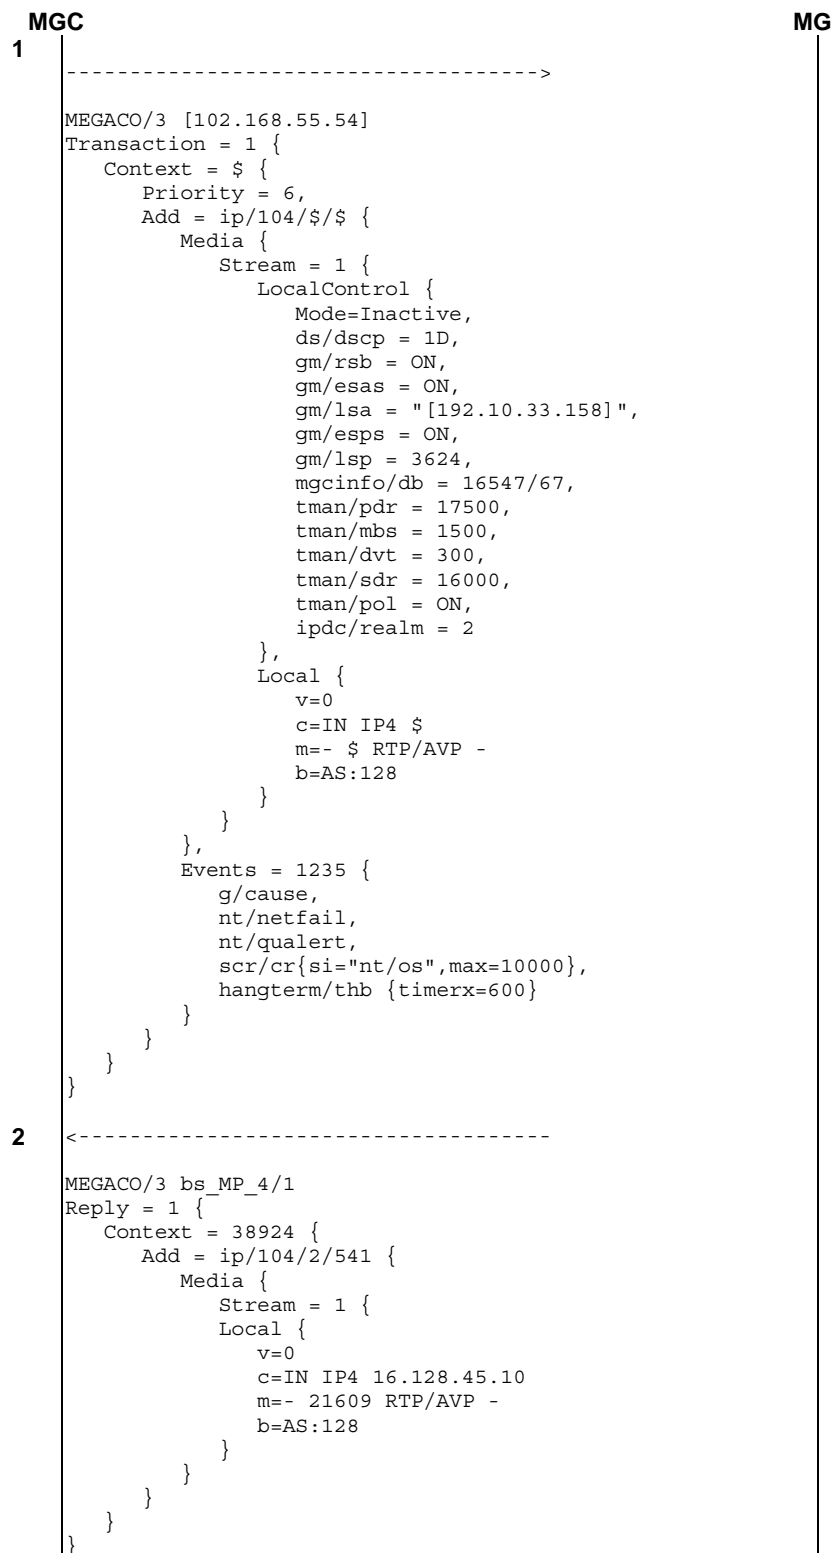 MGC MG
1
------------------------------------->
MEGACO/3 [102.168.55.54]
Transaction = 1 {
   Context = $ {
      Priority = 6,
      Add = ip/104/$/$ {
         Media {
            Stream = 1 {
               LocalControl {
                  Mode=Inactive,
                  ds/dscp = 1D,
                  gm/rsb = ON,
                  gm/esas = ON,
                  gm/lsa = "[192.10.33.158]",
                  gm/esps = ON,
                  gm/lsp = 3624,
                  mgcinfo/db = 16547/67,
                  tman/pdr = 17500,
                  tman/mbs = 1500,
                  tman/dvt = 300,
                  tman/sdr = 16000,
                  tman/pol = ON,
                  ipdc/realm = 2
               },
               Local {
                  v=0
                  c=IN IP4 $
                  m=- $ RTP/AVP -
                  b=AS:128
               }
            }
         },
         Events = 1235 {
            g/cause,
            nt/netfail,
            nt/qualert,
            scr/cr{si="nt/os",max=10000},
            hangterm/thb {timerx=600}
         }
      }
   }
}
2 <-------------------------------------
MEGACO/3 bs_MP_4/1
Reply = 1 {
   Context = 38924 {
      Add = ip/104/2/541 {
         Media {
            Stream = 1 {
            Local {
               v=0
               c=IN IP4 16.128.45.10
               m=- 21609 RTP/AVP -
               b=AS:128
            }
         }
      }
   }
}